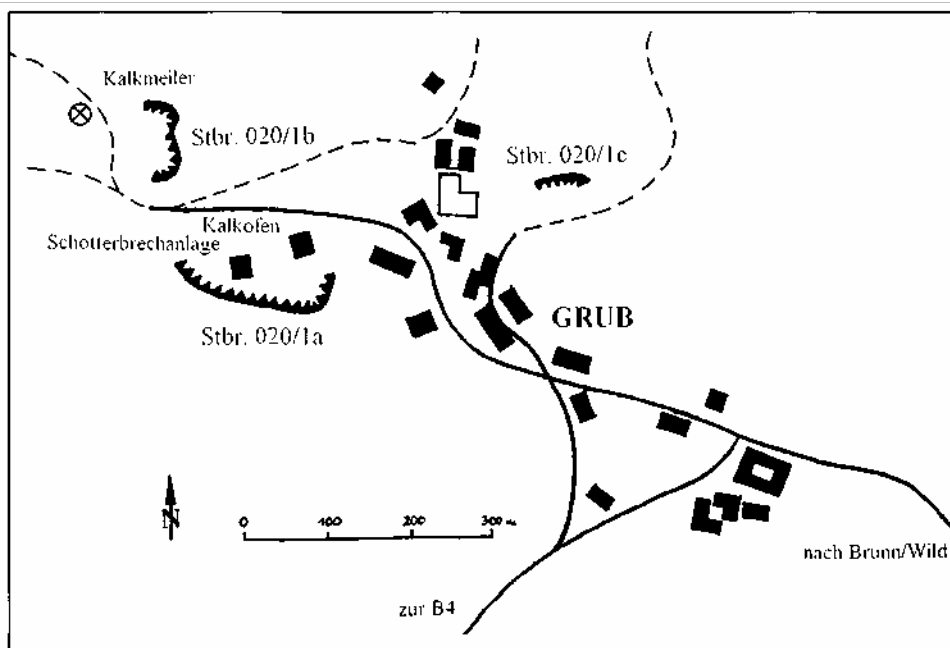 Kalkmeiler
Stbr. 020/1b
Stbr. 020/1c
Kalkofen
Schotterbrechanlage
GRUB
Stbr. 020/1a
N
0 100 200 300 m
nach Brunn/Wild
zur B4